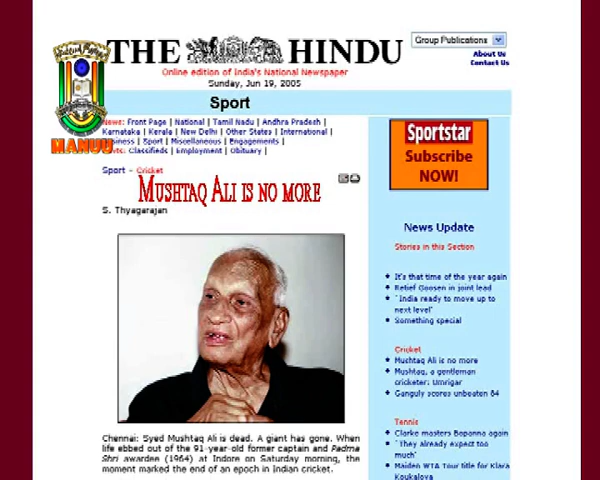 THE HINDU
Group Publications
About Us
Contact Us
Online edition of India's National Newspaper
Sunday, Jun 19, 2005
Sport
MANUU
News: Front Page | National | Tamil Nadu | Andhra Pradesh |
Karnataka | Kerala | New Delhi | Other States | International |
Business | Sport | Miscellaneous | Engagements |
Classifieds | Employment | Obituary |
Sport - Cricket
MUSHTAQ ALI IS NO MORE
S. Thyagarajan
Chennai: Syed Mushtaq Ali is dead. A giant has gone. When
life ebbed out of the 91-year-old former captain and Padma
Shri awardee (1964) at Indore on Saturday morning, the
moment marked the end of an epoch in Indian cricket.
Sportstar
Subscribe
NOW!
News Update
Stories in this Section
It's that time of the year again
Retief Goosen in joint lead
`India ready to move up to
next level'
Something special
Cricket
Mushtaq Ali is no more
Mushtaq, a gentleman
cricketer: Umrigar
Ganguly scores unbeaten 84
Tennis
Clarke masters Bopanna again
`They already expect too
much'
Maiden WTA Tour title for Klara
Koukalova